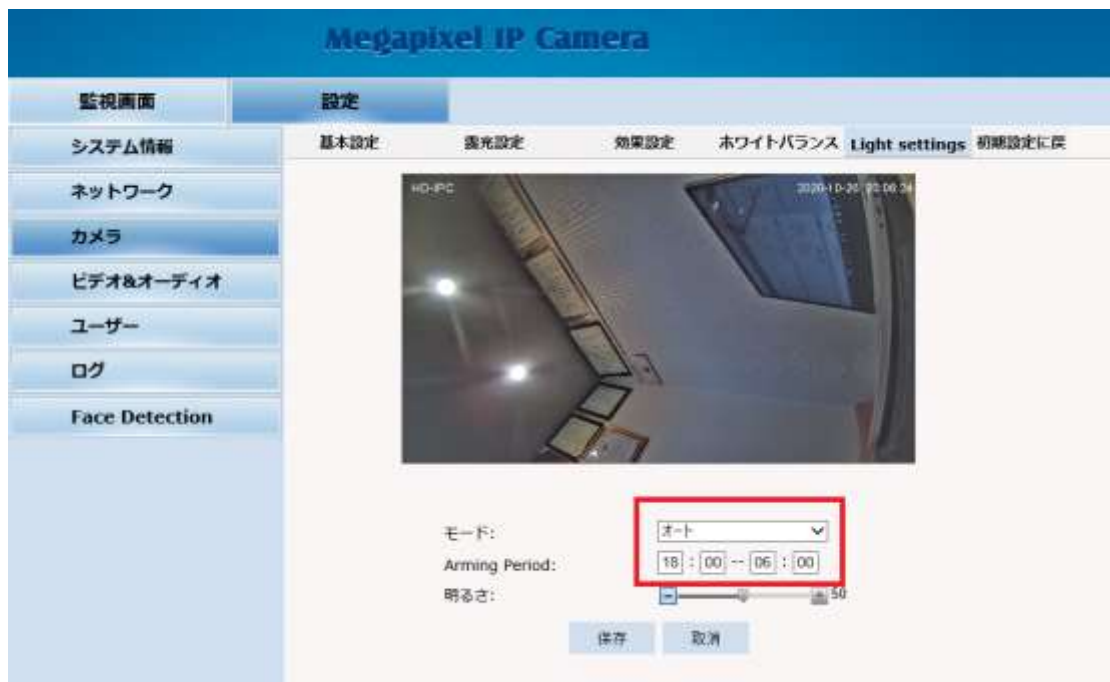 Megapixel IP Camera
監視画面 設定
システム情報
ネットワーク
カメラ
ビデオ&オーディオ
ユーザー
ログ
Face Detection
基本設定 露光設定 効果設定 ホワイトバランス Light settings 初期設定に戻
HD-IPC 2020-10-26
モード: オート
Arming Period: 18 : 00 -- 06 : 00
明るさ: 50
保存 取消